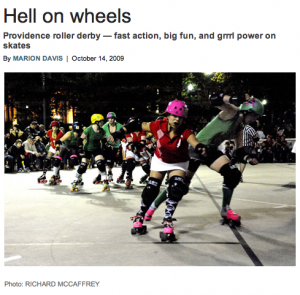 Hell on wheels
Providence roller derby — fast action, big fun, and grrrl power on
skates
By MARION DAVIS | October 14, 2009
Photo: RICHARD MCCAFFREY